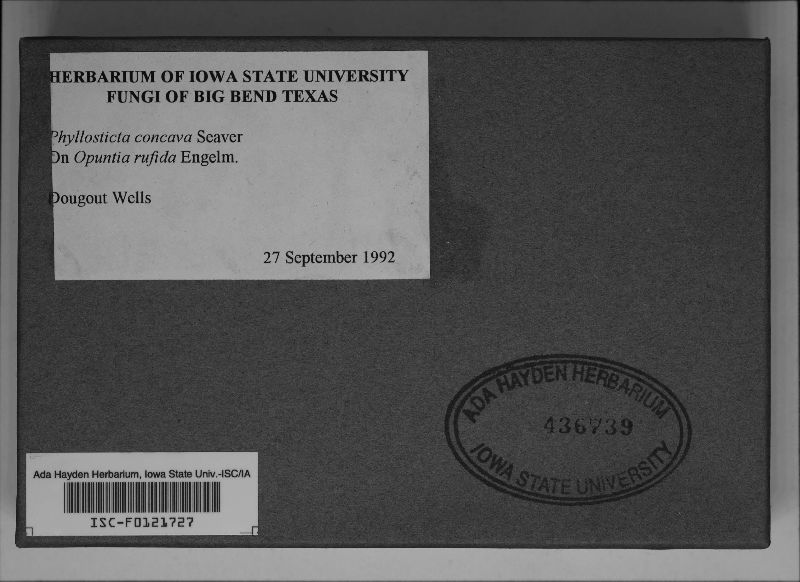 HERBARIUM OF IOWA STATE UNIVERSITY
FUNGI OF BIG BEND TEXAS
Phyllosticta concava Seaver
On Opuntia rufida Engelm.
Dougout Wells
27 September 1992
ADA HAYDEN HERBARIUM
436739
IOWA STATE UNIVERSITY
Ada Hayden Herbarium, Iowa State Univ.-ISC/IA
ISC-F0121727